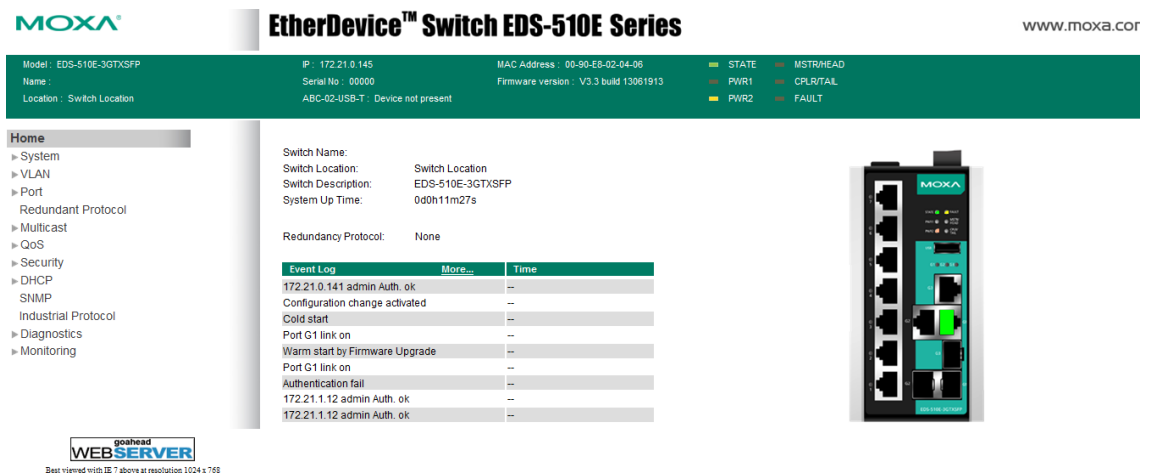 MOXA
EtherDevice™ Switch EDS-510E Series
www.moxa.cor
Model : EDS-510E-3GTXSFP
IP : 172.21.0.145
MAC Address : 00-90-E8-02-04-06
STATE
MSTR/HEAD
Name :
Serial No : 00000
Firmware version : V3.3 build 13061913
PWR1
CPLR/TAIL
Location : Switch Location
ABC-02-USB-T : Device not present
PWR2
FAULT
Home
System
VLAN
Port
Redundant Protocol
Multicast
QoS
Security
DHCP
SNMP
Industrial Protocol
Diagnostics
Monitoring
Switch Name:
Switch Location: Switch Location
Switch Description: EDS-510E-3GTXSFP
System Up Time: 0d0h11m27s
Redundancy Protocol: None
Event Log More... Time
172.21.0.141 admin Auth. ok --
Configuration change activated --
Cold start --
Port G1 link on --
Warm start by Firmware Upgrade --
Port G1 link on --
Authentication fail --
172.21.1.12 admin Auth. ok --
172.21.1.12 admin Auth. ok --
MOXA
EDS-510E-3GTXSFP
goahead
WEBSERVER
Best viewed with IE 7 above at resolution 1024 x 768